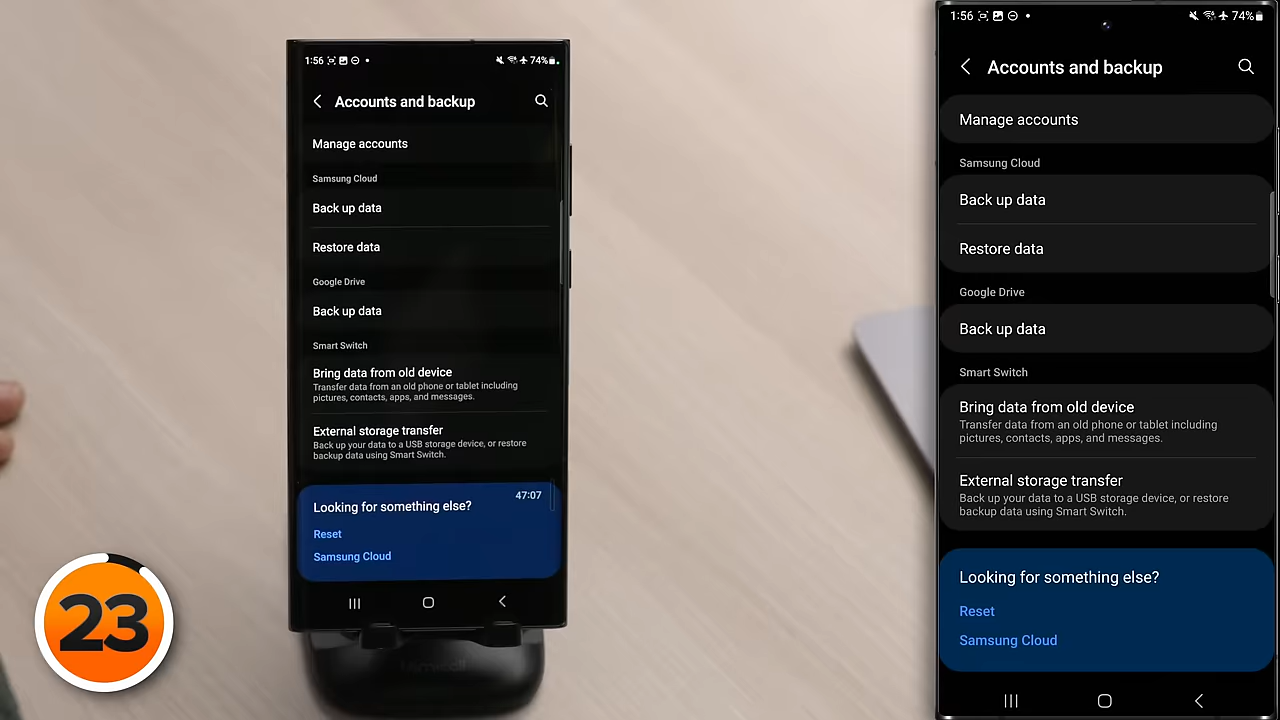 1:56
74%
Accounts and backup
Manage accounts
Samsung Cloud
Back up data
Restore data
Google Drive
Back up data
Smart Switch
Bring data from old device
Transfer data from an old phone or tablet including
pictures, contacts, apps, and messages.
External storage transfer
Back up your data to a USB storage device, or restore
backup data using Smart Switch.
47:07
Looking for something else?
Reset
Samsung Cloud
23
1:56
74%
Accounts and backup
Manage accounts
Samsung Cloud
Back up data
Restore data
Google Drive
Back up data
Smart Switch
Bring data from old device
Transfer data from an old phone or tablet including
pictures, contacts, apps, and messages.
External storage transfer
Back up your data to a USB storage device, or restore
backup data using Smart Switch.
Looking for something else?
Reset
Samsung Cloud